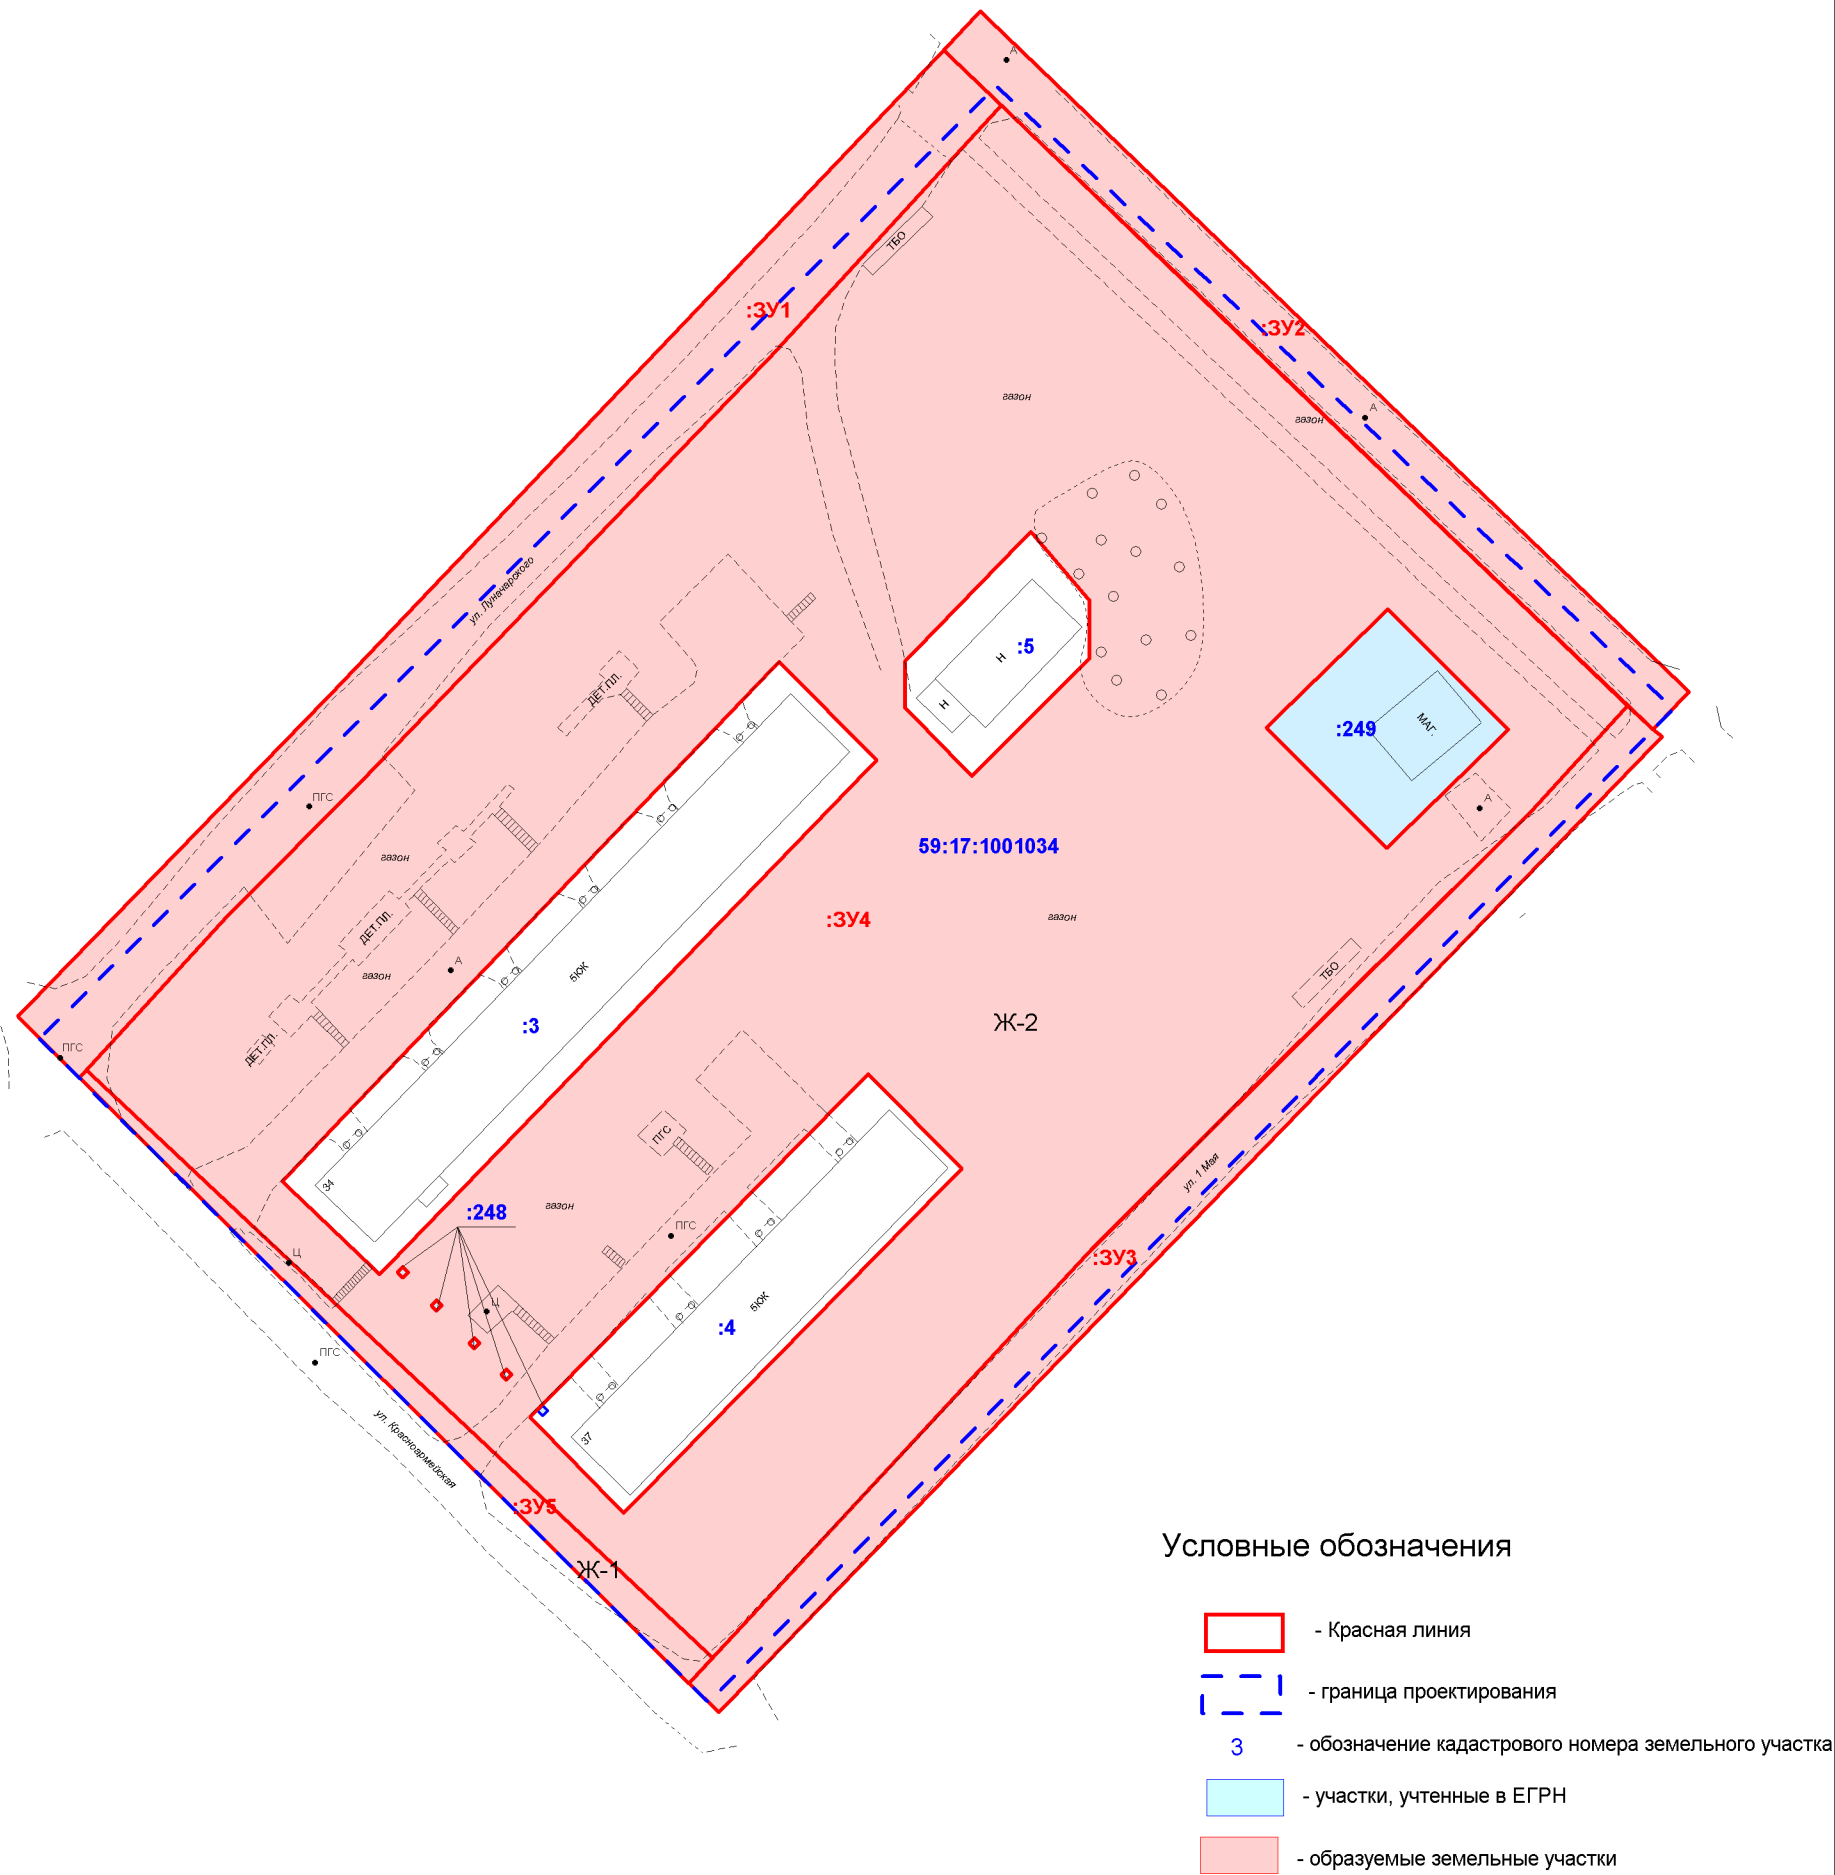 А
ТБО
:ЗУ1
:ЗУ2
газон
А
газон
ул. Луначарского
:5
Н
Н
ДЕТ.ПЛ.
:249
МАГ.
ПГС
А
59:17:1001034
газон
:ЗУ4
газон
ДЕТ.ПЛ.
газон
А
5ЮК
ТБО
:3
Ж-2
ПГС
ДЕТ.ПЛ.
ПГС
ул. 1 Мая
34
:248
газон
ПГС
Ц
:ЗУ3
Ц
5ЮК
:4
ПГС
37
ул. Красноармейская
:ЗУ5
Ж-1
Условные обозначения
- Красная линия
- граница проектирования
3 - обозначение кадастрового номера земельного участка
- участки, учтенные в ЕГРН
- образуемые земельные участки